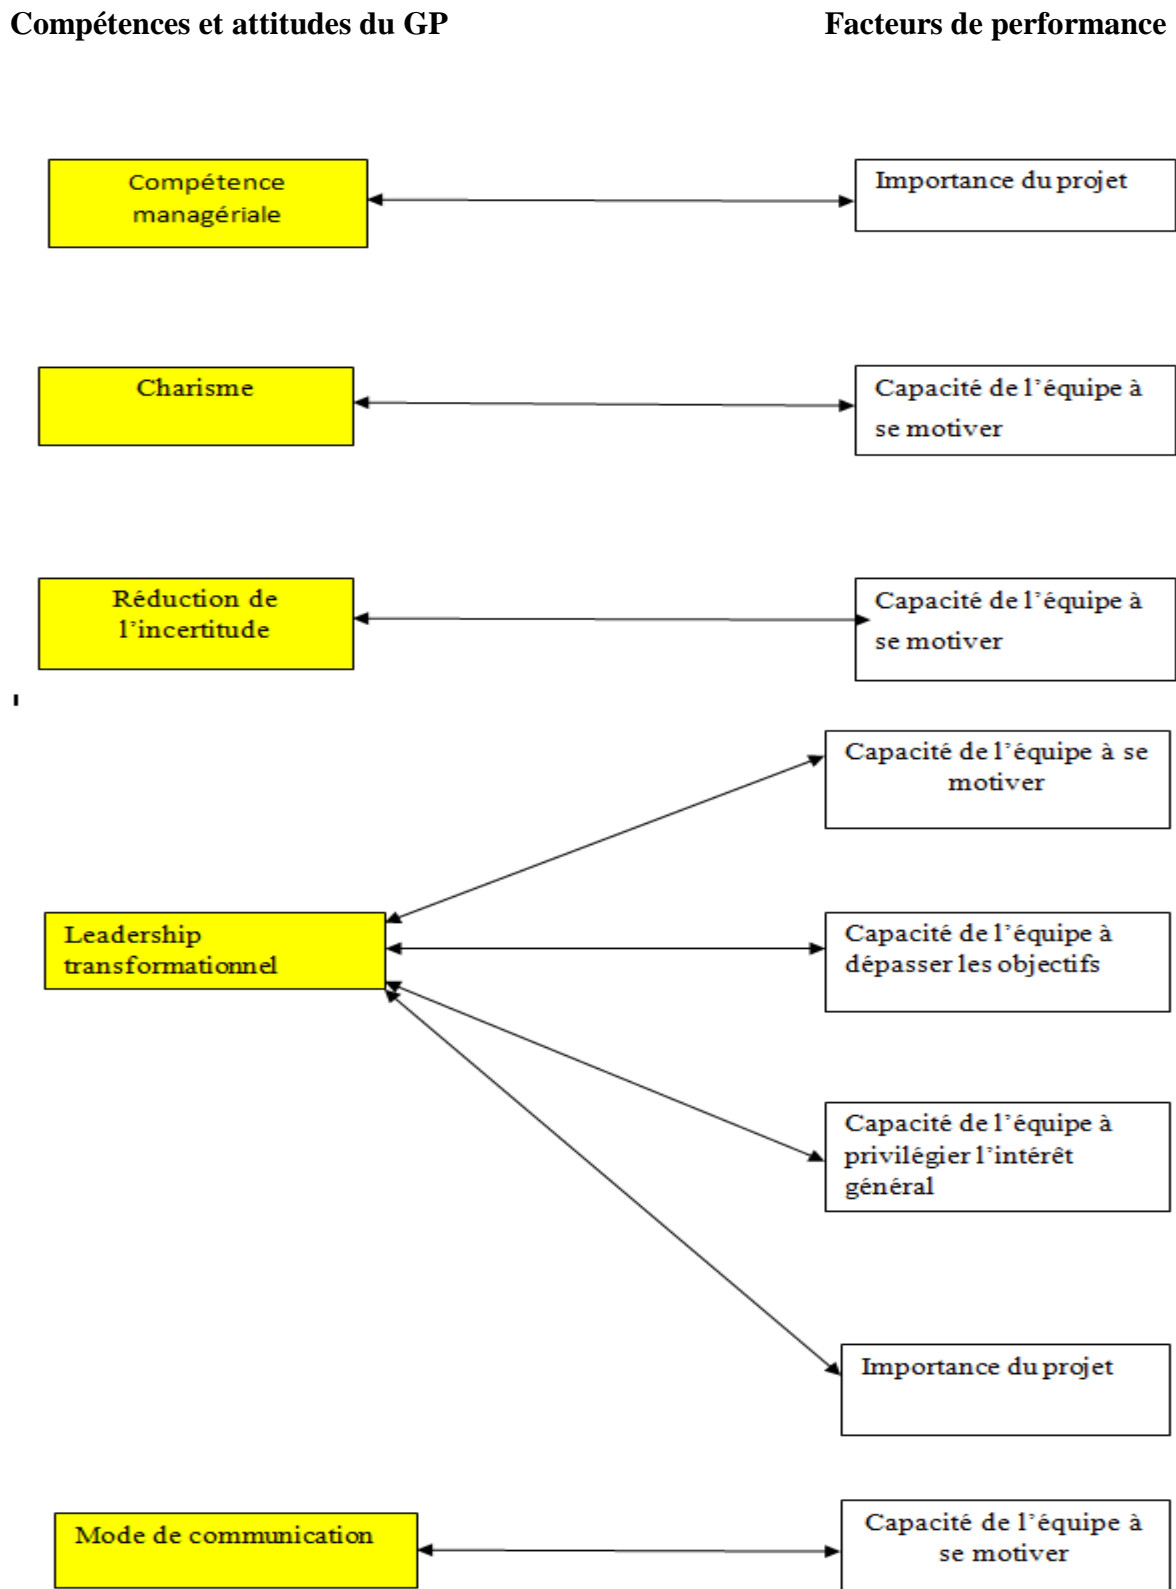 Compétences et attitudes du GP
Facteurs de performance
Compétence
managériale
Importance du projet
Charisme
Capacité de l'équipe à
se motiver
Réduction de
l'incertitude
Capacité de l'équipe à
se motiver
Capacité de l'équipe à se
motiver
Leadership
transformationnel
Capacité de l'équipe à
dépasser les objectifs
Capacité de l'équipe à
privilégier l'intérêt
général
Importance du projet
Mode de communication
Capacité de l'équipe à
se motiver